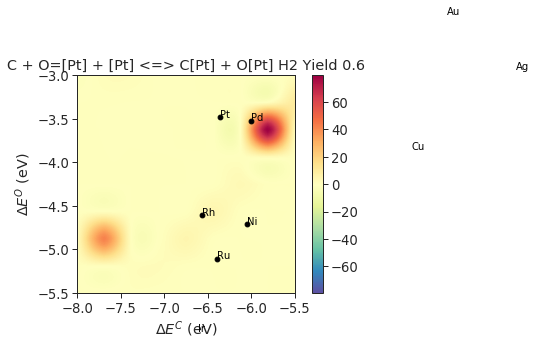 Au
C + O=[Pt] + [Pt] <=> C[Pt] + O[Pt] H2 Yield 0.6
Ag
Cu
Pt
Pd
Rh
Ni
Ru
−3.0
−3.5
−4.0
−4.5
−5.0
−5.5
ΔE^O (eV)
−8.0 −7.5 −7.0 −6.5 −6.0 −5.5
ΔE^C (eV)
Ir
60
40
20
0
−20
−40
−60